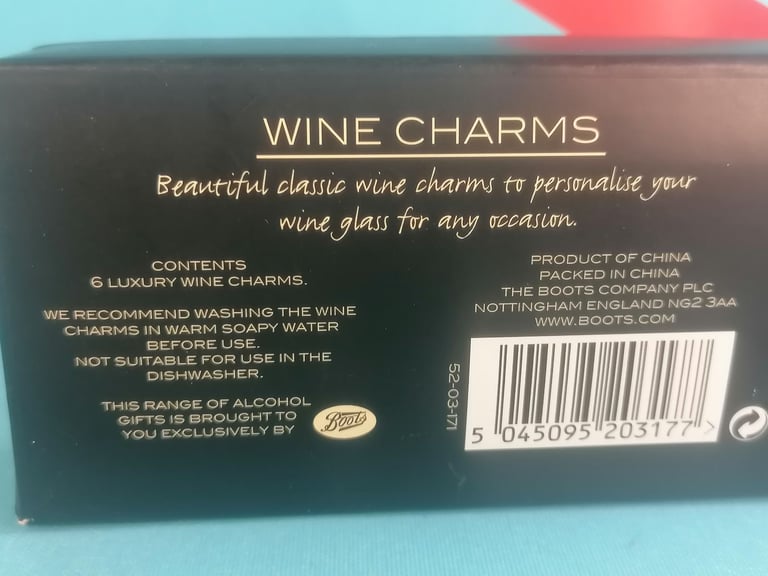 WINE CHARMS
Beautiful classic wine charms to personalise your
wine glass for any occasion.
CONTENTS
6 LUXURY WINE CHARMS.
WE RECOMMEND WASHING THE WINE
CHARMS IN WARM SOAPY WATER
BEFORE USE.
NOT SUITABLE FOR USE IN THE
DISHWASHER.
THIS RANGE OF ALCOHOL
GIFTS IS BROUGHT TO
YOU EXCLUSIVELY BY
Boots
PRODUCT OF CHINA
PACKED IN CHINA
THE BOOTS COMPANY PLC
NOTTINGHAM ENGLAND NG2 3AA
WWW.BOOTS.COM
52-03-171
5 045095 203177 >